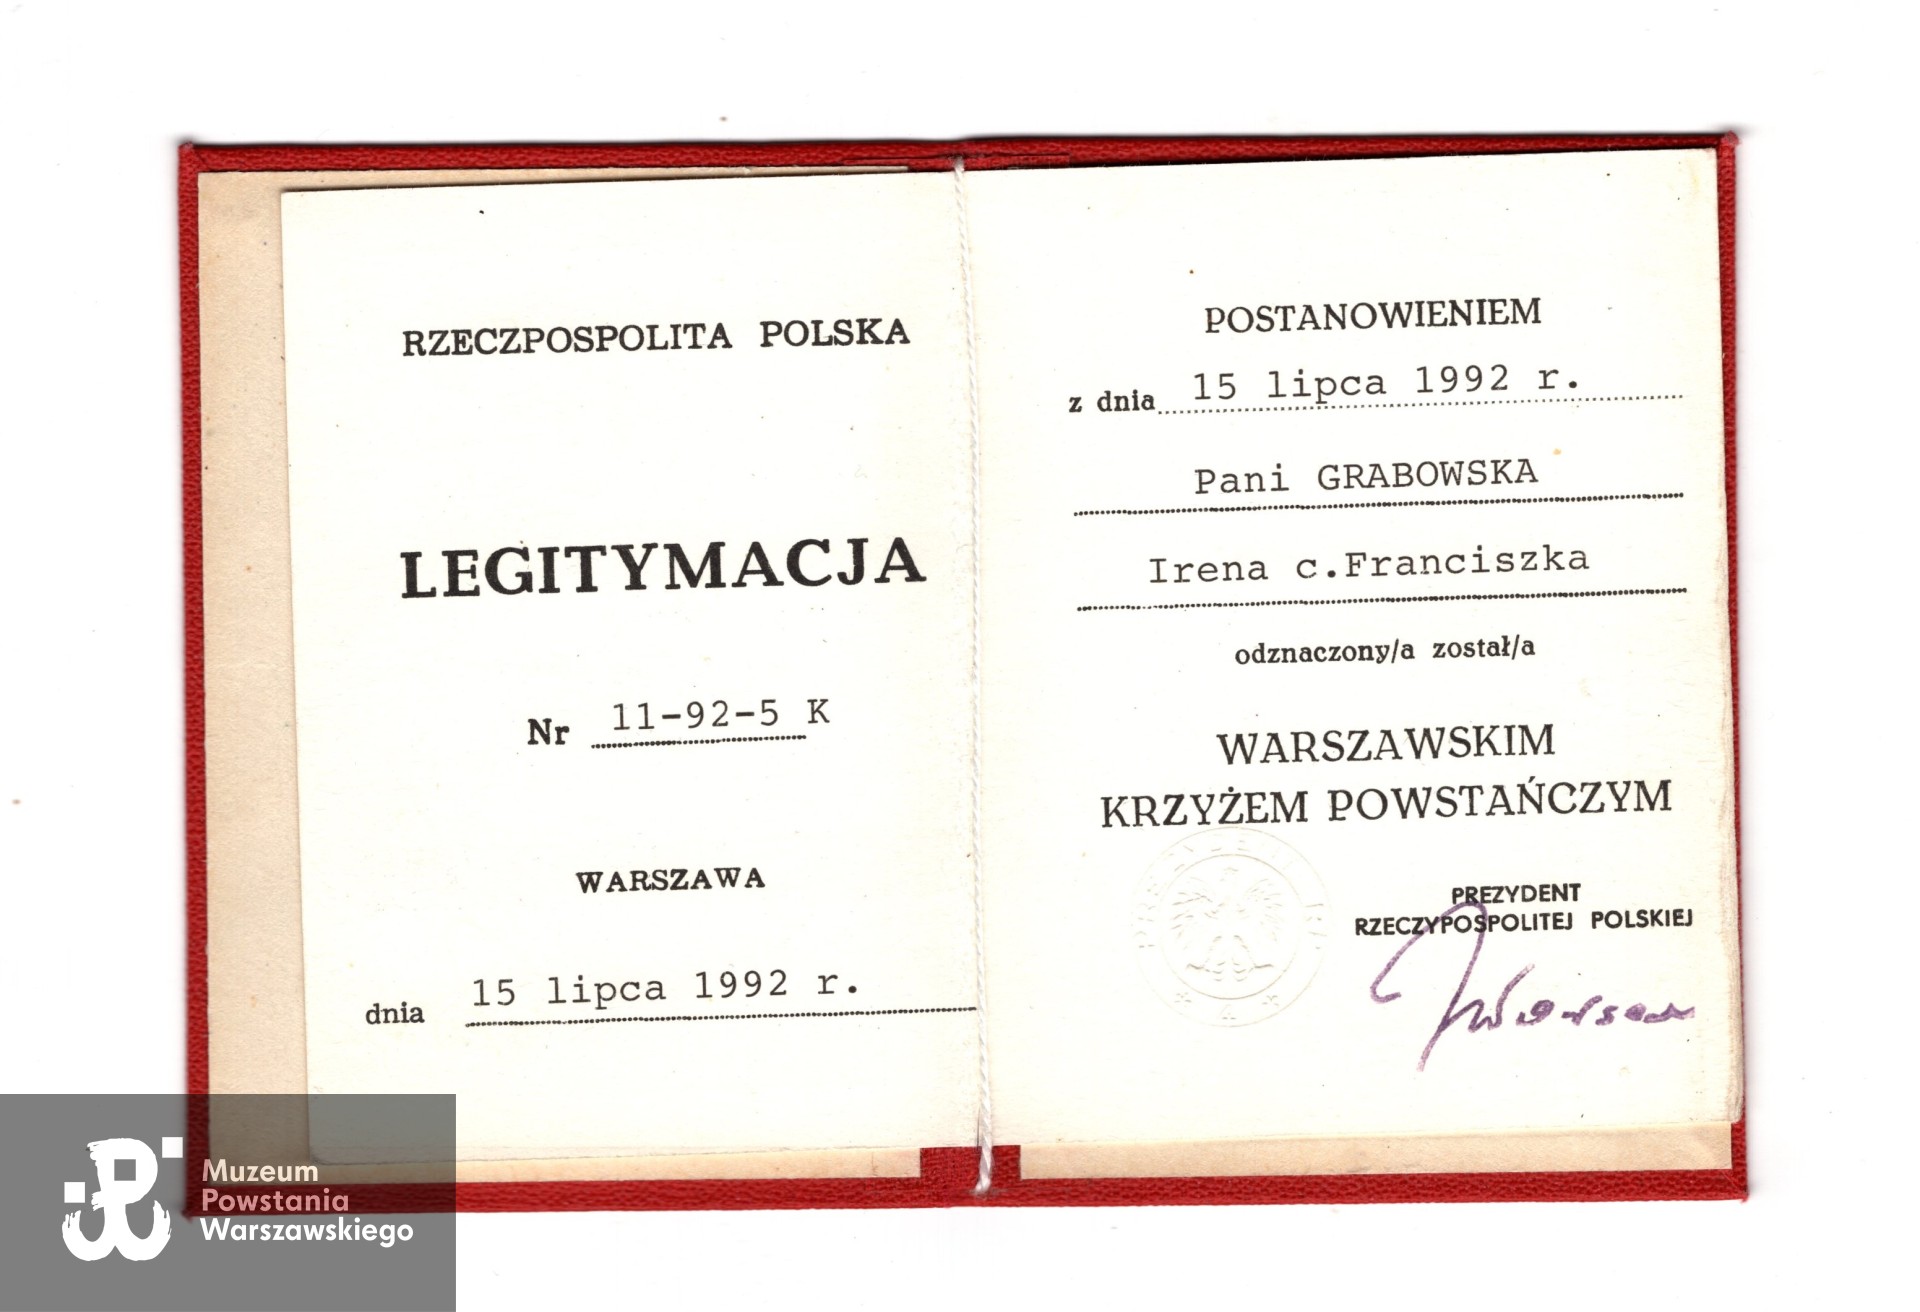 RZECZPOSPOLITA POLSKA
LEGITYMACJA
Nr 11-92-5 K
WARSZAWA
dnia 15 lipca 1992 r.
POSTANOWIENIEM
z dnia 15 lipca 1992 r.
Pani GRABOWSKA
Irena c.Franciszka
odznaczony/a został/a
WARSZAWSKIM
KRZYŻEM POWSTAŃCZYM
PREZYDENT
RZECZYPOSPOLITEJ POLSKIEJ
Muzeum
Powstania
Warszawskiego